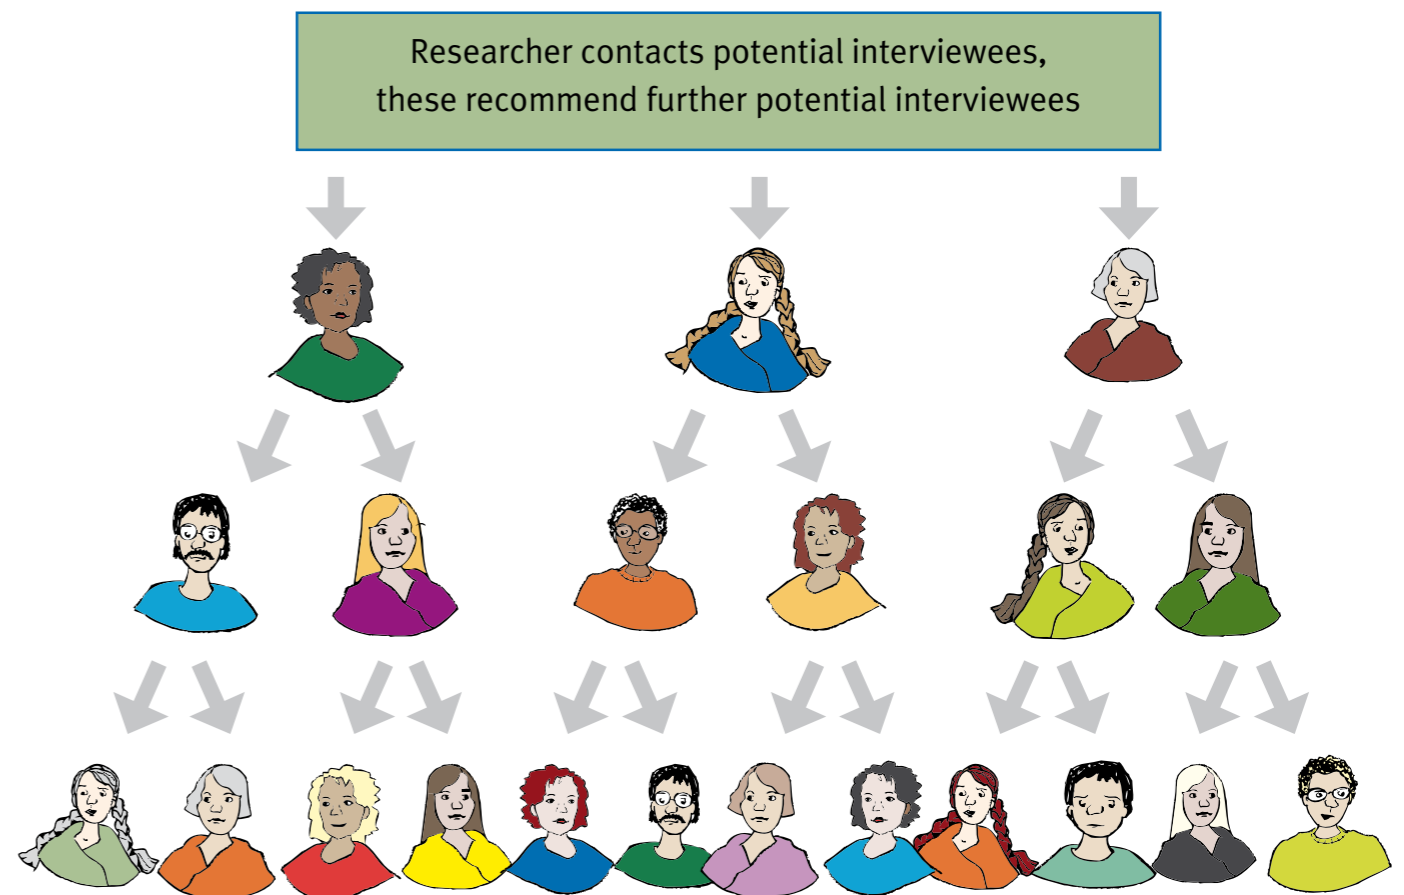 Researcher contacts potential interviewees,
these recommend further potential interviewees